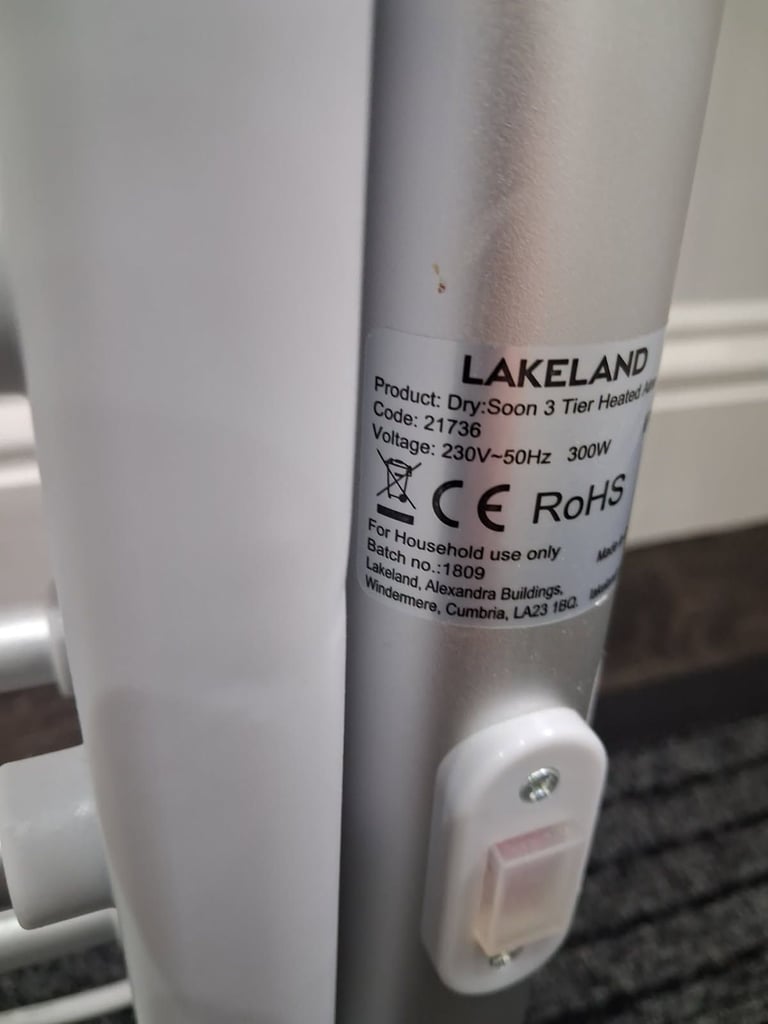 LAKELAND
Product: Dry:Soon 3 Tier Heated
Code: 21736
Voltage: 230V~50Hz 300W
CE RoHS
For Household use only
Made
Batch no.:1809
Lakeland, Alexandra Buildings,
Windermere, Cumbria, LA23 1BQ.